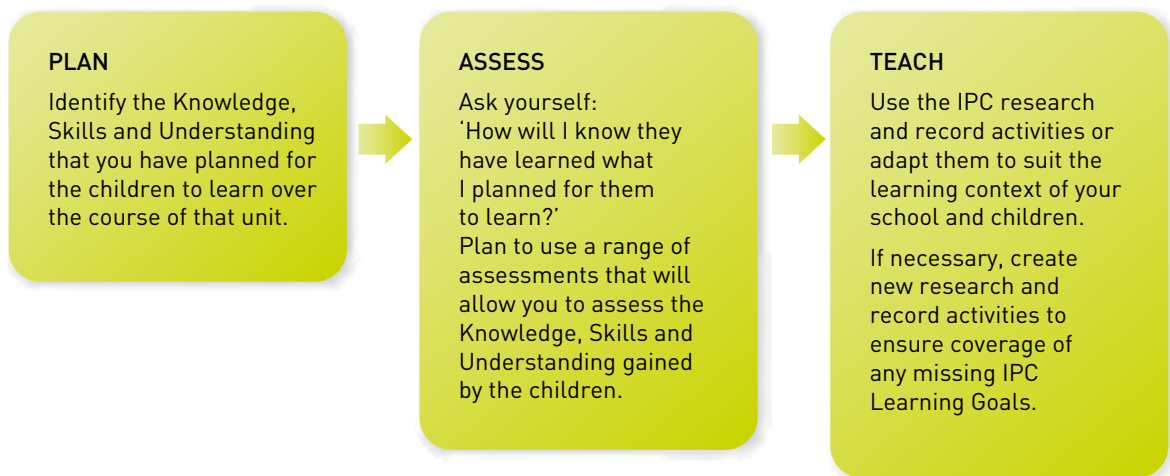 PLAN
Identify the Knowledge,
Skills and Understanding
that you have planned for
the children to learn over
the course of that unit.
ASSESS
Ask yourself:
‘How will I know they
have learned what
I planned for them
to learn?’
Plan to use a range of
assessments that will
allow you to assess the
Knowledge, Skills and
Understanding gained
by the children.
TEACH
Use the IPC research
and record activities or
adapt them to suit the
learning context of your
school and children.
If necessary, create
new research and
record activities to
ensure coverage of
any missing IPC
Learning Goals.